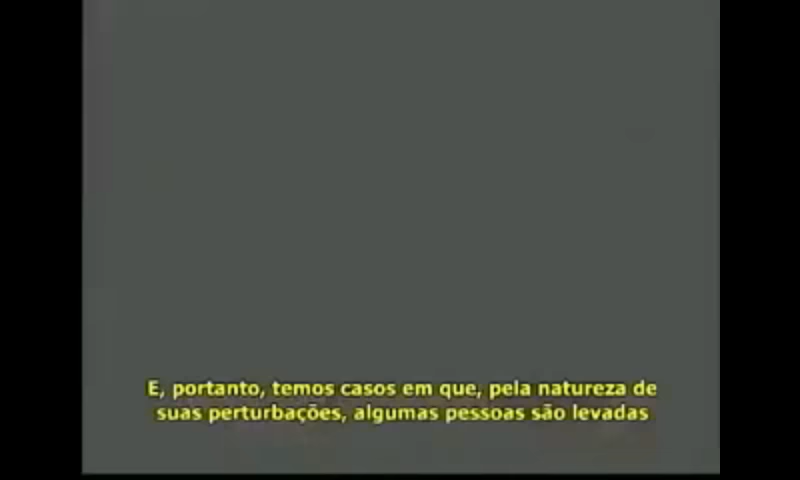 E, portanto, temos casos em que, pela natureza de
suas perturbações, algumas pessoas são levadas